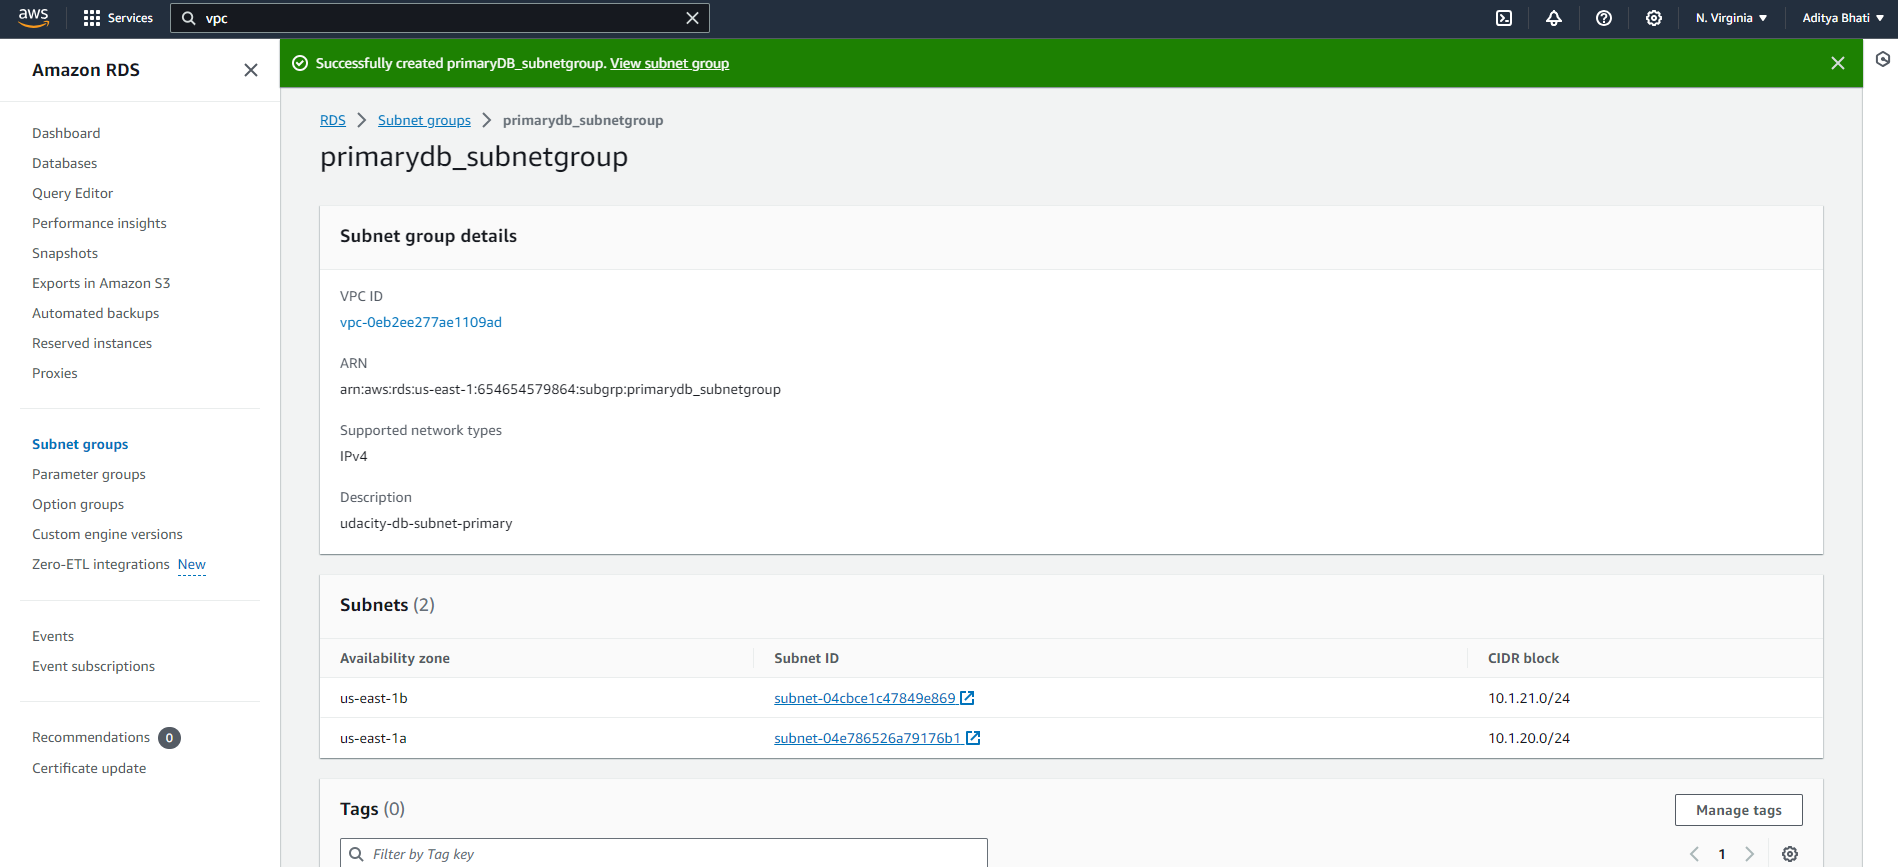 aws
Services
vpc
N. Virginia
Aditya Bhati
Amazon RDS
Dashboard
Databases
Query Editor
Performance insights
Snapshots
Exports in Amazon S3
Automated backups
Reserved instances
Proxies
Subnet groups
Parameter groups
Option groups
Custom engine versions
Zero-ETL integrations New
Events
Event subscriptions
Recommendations 0
Certificate update
Successfully created primaryDB_subnetgroup. View subnet group
RDS
Subnet groups
primarydb_subnetgroup
primarydb_subnetgroup
Subnet group details
VPC ID
vpc-0eb2ee277ae1109ad
ARN
arn:aws:rds:us-east-1:654654579864:subgrp:primarydb_subnetgroup
Supported network types
IPv4
Description
udacity-db-subnet-primary
Subnets (2)
Availability zone Subnet ID CIDR block
us-east-1b subnet-04cbce1c47849e869 10.1.21.0/24
us-east-1a subnet-04e786526a79176b1 10.1.20.0/24
Tags (0)
Manage tags
Filter by Tag key
1